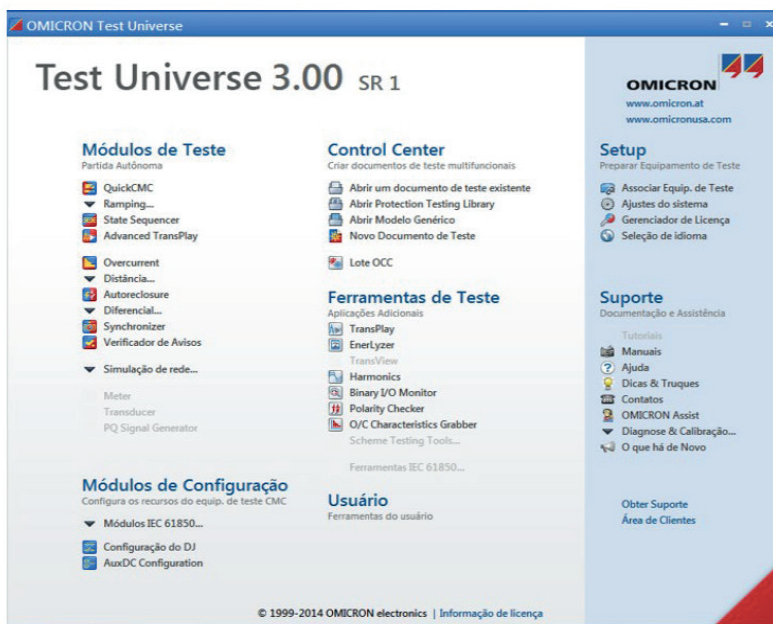 OMICRON Test Universe
Test Universe 3.00 SR 1
Módulos de Teste
Partida Autônoma
QuickCMC
Ramping...
State Sequencer
Advanced TransPlay
Overcurrent
Distância...
Autoreclosure
Diferencial...
Synchronizer
Verificador de Avisos
Simulação de rede...
Meter
Transducer
PQ Signal Generator
Módulos de Configuração
Configura os recursos do equip. de teste CMC
Módulos IEC 61850...
Configuração do DJ
AuxDC Configuration
Control Center
Criar documentos de teste multifuncionais
Abrir um documento de teste existente
Abrir Protection Testing Library
Abrir Modelo Genérico
Novo Documento de Teste
Lote OCC
Ferramentas de Teste
Aplicações Adicionais
TransPlay
EnerLyzer
TransView
Harmonics
Binary I/O Monitor
Polarity Checker
O/C Characteristics Grabber
Scheme Testing Tools...
Ferramentas IEC 61850...
Usuário
Ferramentas do usuário
OMICRON
www.omicron.at
www.omicronusa.com
Setup
Preparar Equipamento de Teste
Associar Equip. de Teste
Ajustes do sistema
Gerenciador de Licença
Seleção de idioma
Suporte
Documentação e Assistência
Tutoriais
Manuais
Ajuda
Dicas & Truques
Contatos
OMICRON Assist
Diagnose & Calibração...
O que há de Novo
Obter Suporte
Área de Clientes
© 1999-2014 OMICRON electronics | Informação de licença